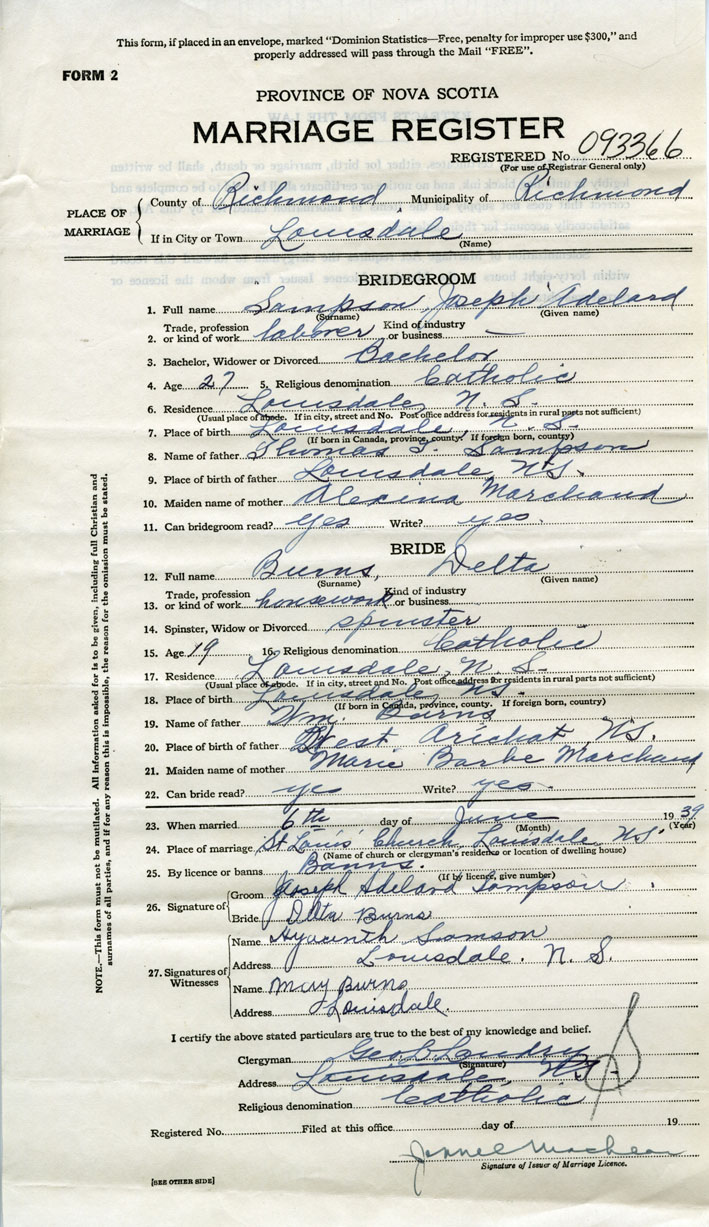 This form, if placed in an envelope, marked "Dominion Statistics—Free, penalty for improper use $300," and
properly addressed will pass through the Mail "FREE".
FORM 2
PROVINCE OF NOVA SCOTIA
MARRIAGE REGISTER
REGISTERED No. 093366
(For use of Registrar General only)
PLACE OF MARRIAGE
County of Richmond Municipality of Richmond
If in City or Town Louisdale
(Name)
BRIDEGROOM
1. Full name Sampson, Joseph Adelard
(Surname) (Given name)
2. Trade, profession or kind of work laborer Kind of industry or business —
3. Bachelor, Widower or Divorced Bachelor
4. Age 27 5. Religious denomination Catholic
6. Residence Louisdale, N. S.
(Usual place of abode. If in city, street and No. Post office address for residents in rural parts not sufficient)
7. Place of birth Louisdale, N. S.
(If born in Canada, province, county. If foreign born, country)
8. Name of father Thomas Sampson
9. Place of birth of father Louisdale, N.S.
10. Maiden name of mother Alexina Marchand
11. Can bridegroom read? yes Write? yes.
BRIDE
12. Full name Burns, Delta
(Surname) (Given name)
13. Trade, profession or kind of work housework Kind of industry or business
14. Spinster, Widow or Divorced spinster
15. Age 19 16. Religious denomination Catholic
17. Residence Louisdale, N. S.
(Usual place of abode. If in city, street and No. Post office address for residents in rural parts not sufficient)
18. Place of birth Louisdale, N.S.
(If born in Canada, province, county. If foreign born, country)
19. Name of father Wm. Burns
20. Place of birth of father West Arichat N.S.
21. Maiden name of mother Marie Barbe Marchand
22. Can bride read? yes Write? yes.
23. When married 6th day of June 1939
(Month) (Year)
24. Place of marriage St Louis' Church, Louisdale N.S.
(Name of church or clergyman's residence or location of dwelling house)
25. By licence or banns Banns.
(If by licence, give number)
26. Signature of
Groom Joseph Adelard Sampson
Bride Delta Burns
27. Signatures of Witnesses
Name Hyacinth Samson
Address Louisdale. N. S.
Name Mary Burns
Address Louisdale.
I certify the above stated particulars are true to the best of my knowledge and belief.
Clergyman Geo D Landry
(Signature)
Address Louisdale, N.S.
Religious denomination Catholic
Registered No. Filed at this office day of 19
Signature of Issuer of Marriage Licence.
[SEE OTHER SIDE]
NOTE.—This form must not be mutilated. All information asked for is to be given, including full Christian and
surnames of all parties, and if for any reason this is impossible, the reason for the omission must be stated.